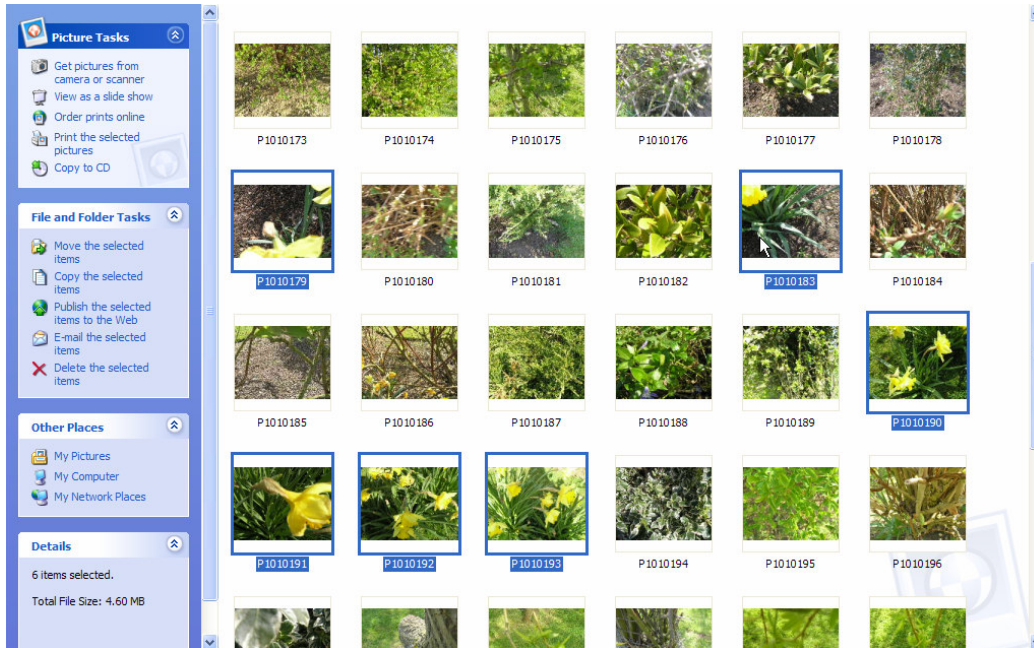 Picture Tasks
Get pictures from
camera or scanner
View as a slide show
Order prints online
Print the selected
pictures
Copy to CD
File and Folder Tasks
Move the selected
items
Copy the selected
items
Publish the selected
items to the Web
E-mail the selected
items
Delete the selected
items
Other Places
My Pictures
My Computer
My Network Places
Details
6 items selected.
Total File Size: 4.60 MB
P1010173 P1010174 P1010175 P1010176 P1010177 P1010178
P1010179 P1010180 P1010181 P1010182 P1010183 P1010184
P1010185 P1010186 P1010187 P1010188 P1010189 P1010190
P1010191 P1010192 P1010193 P1010194 P1010195 P1010196